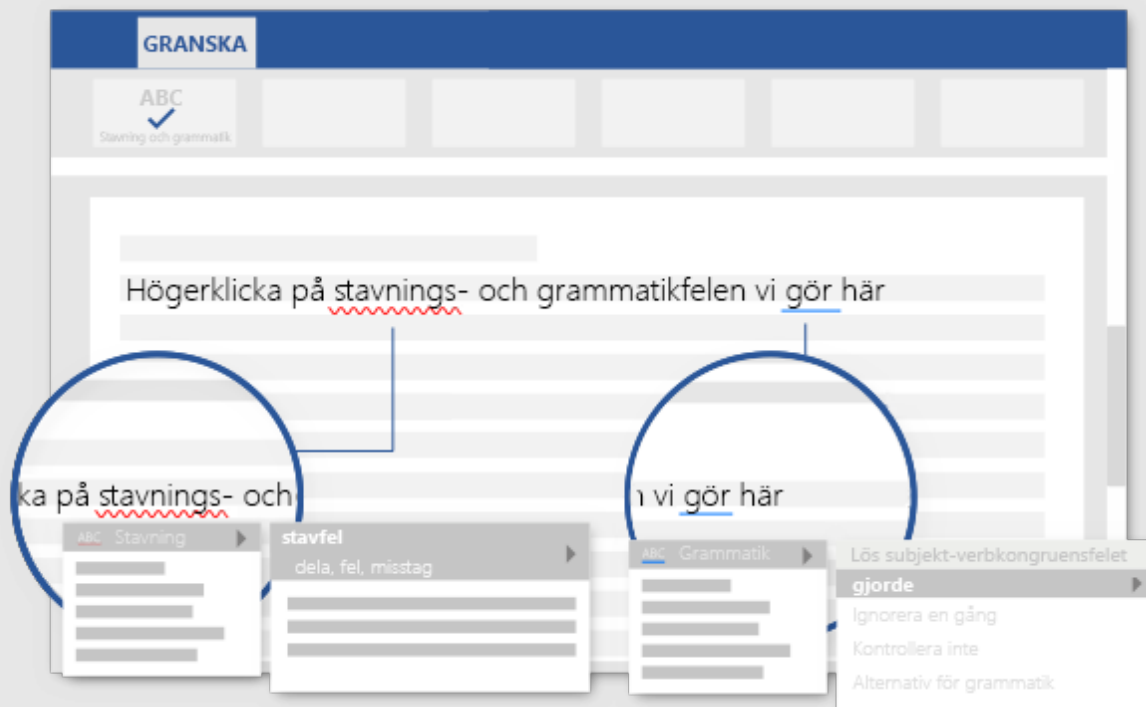 GRANSKA
ABC
Stavning och grammatik
Högerklicka på stavnings- och grammatikfelen vi gör här
ka på stavnings- och
vi gör här
ABC Stavning
stavfel
dela, fel, misstag
ABC Grammatik
Lös subjekt-verbkongruensfelet
gjorde
Ignorera en gång
Kontrollera inte
Alternativ för grammatik